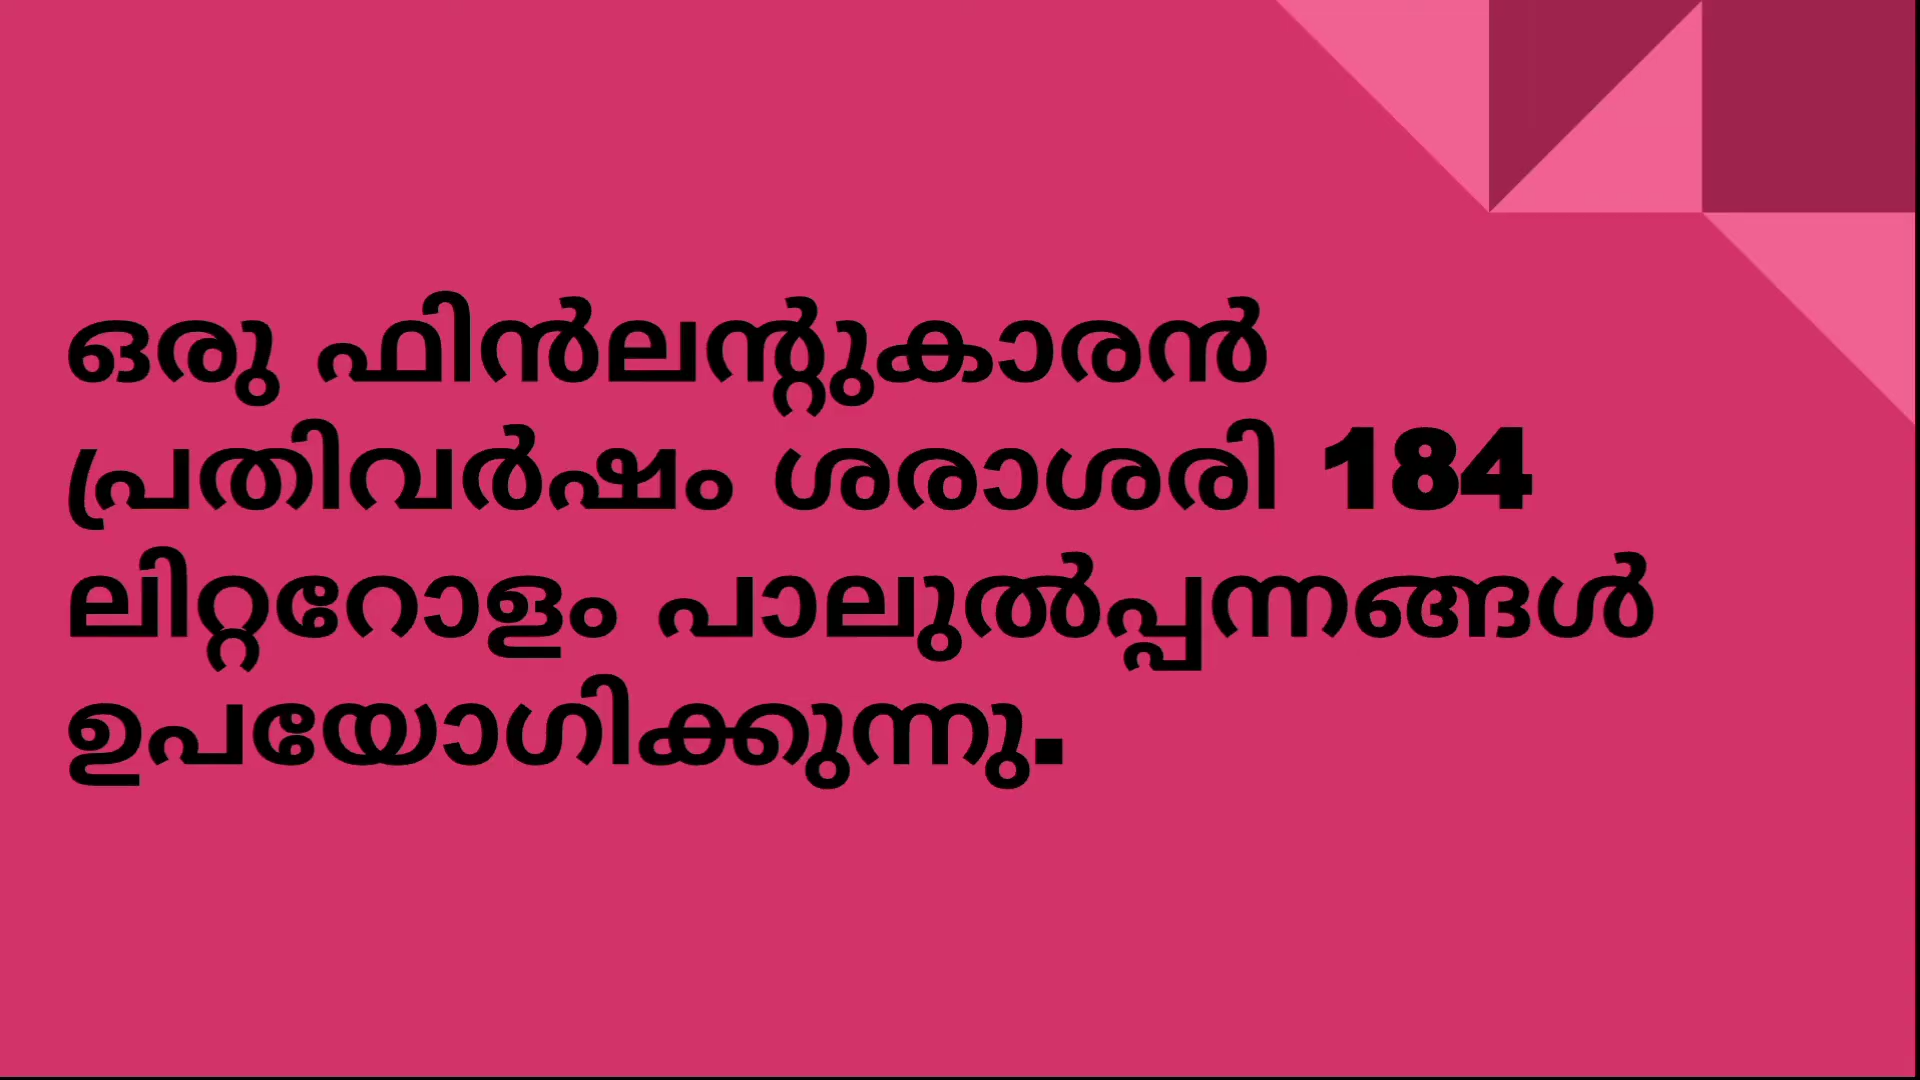 ഒരു ഫിൻലന്റുകാരൻ
പ്രതിവർഷം ശരാശരി 184
ലിറ്ററോളം പാലുൽപ്പന്നങ്ങൾ
ഉപയോഗിക്കുന്നു.